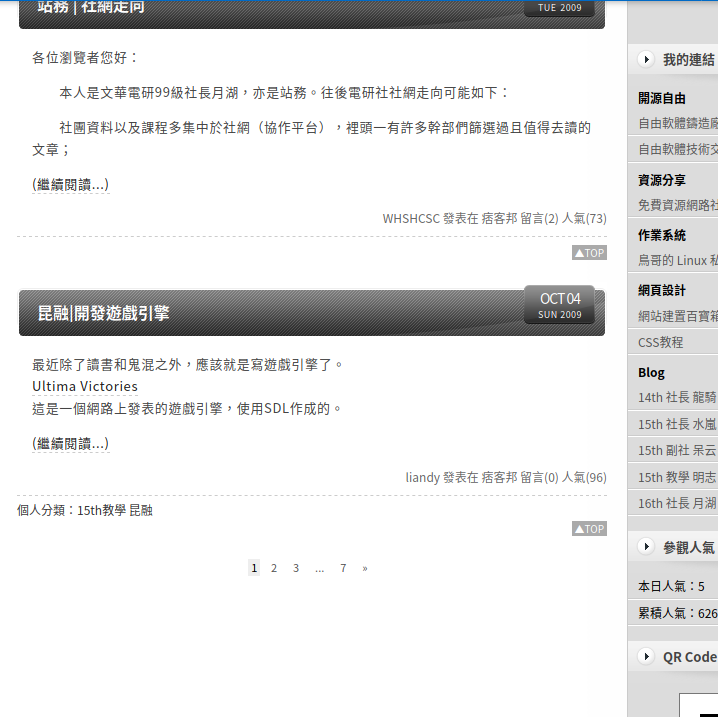 站務 | 社網走向
TUE 2009
各位瀏覽者您好：
本人是文華電研99級社長月湖，亦是站務。往後電研社社網走向可能如下：
社團資料以及課程多集中於社網（協作平台），裡頭一有許多幹部們篩選過且值得去讀的
文章；
(繼續閱讀...)
WHSHCSC 發表在 痞客邦 留言(2) 人氣(73)
▲TOP
昆融|開發遊戲引擎
OCT 04
SUN 2009
最近除了讀書和鬼混之外，應該就是寫遊戲引擎了。
Ultima Victories
這是一個網路上發表的遊戲引擎，使用SDL作成的。
(繼續閱讀...)
liandy 發表在 痞客邦 留言(0) 人氣(96)
個人分類：15th教學 昆融
▲TOP
1 2 3 ... 7 »
我的連結
開源自由
自由軟體鑄造
自由軟體技術交
資源分享
免費資源網路社
作業系統
鳥哥的 Linux 私
網頁設計
網站建置百寶箱
CSS教程
Blog
14th 社長 龍騎
15th 社長 水嵐
15th 副社 呆云
15th 教學 明志
16th 社長 月湖
參觀人氣
本日人氣：5
累積人氣：626
QR Code